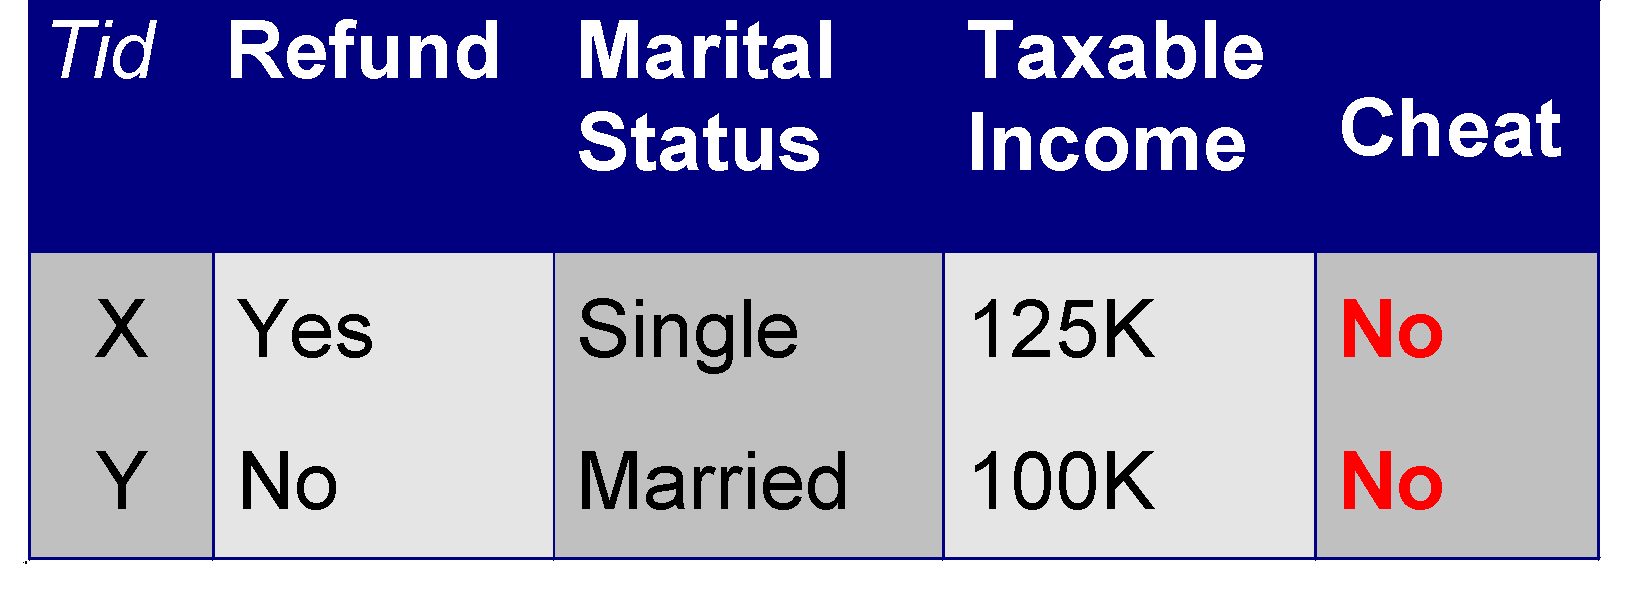 Tid Refund Marital Status Taxable Income Cheat
X Yes Single 125K No
Y No Married 100K No